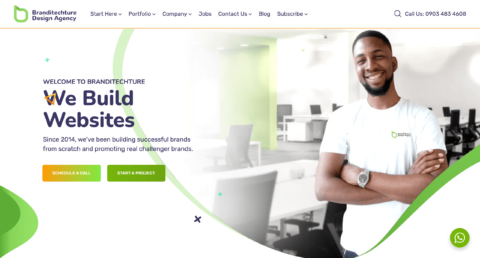 Branditechture
Design Agency
Start Here Portfolio Company Jobs Contact Us Blog Subscribe
Call Us: 0903 483 4608
WELCOME TO BRANDITECHTURE
We Build
Websites
Since 2014, we've been building successful brands
from scratch and promoting real challenger brands.
SCHEDULE A CALL
START A PROJECT